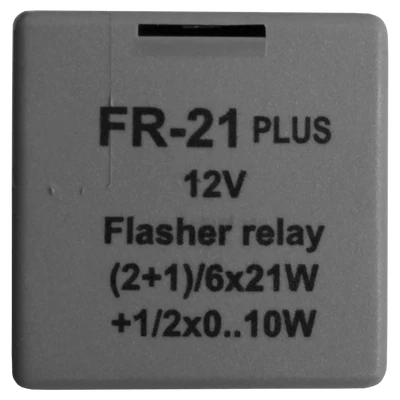 FR-21 PLUS
12V
Flasher relay
(2+1)/6x21W
+1/2x0..10W